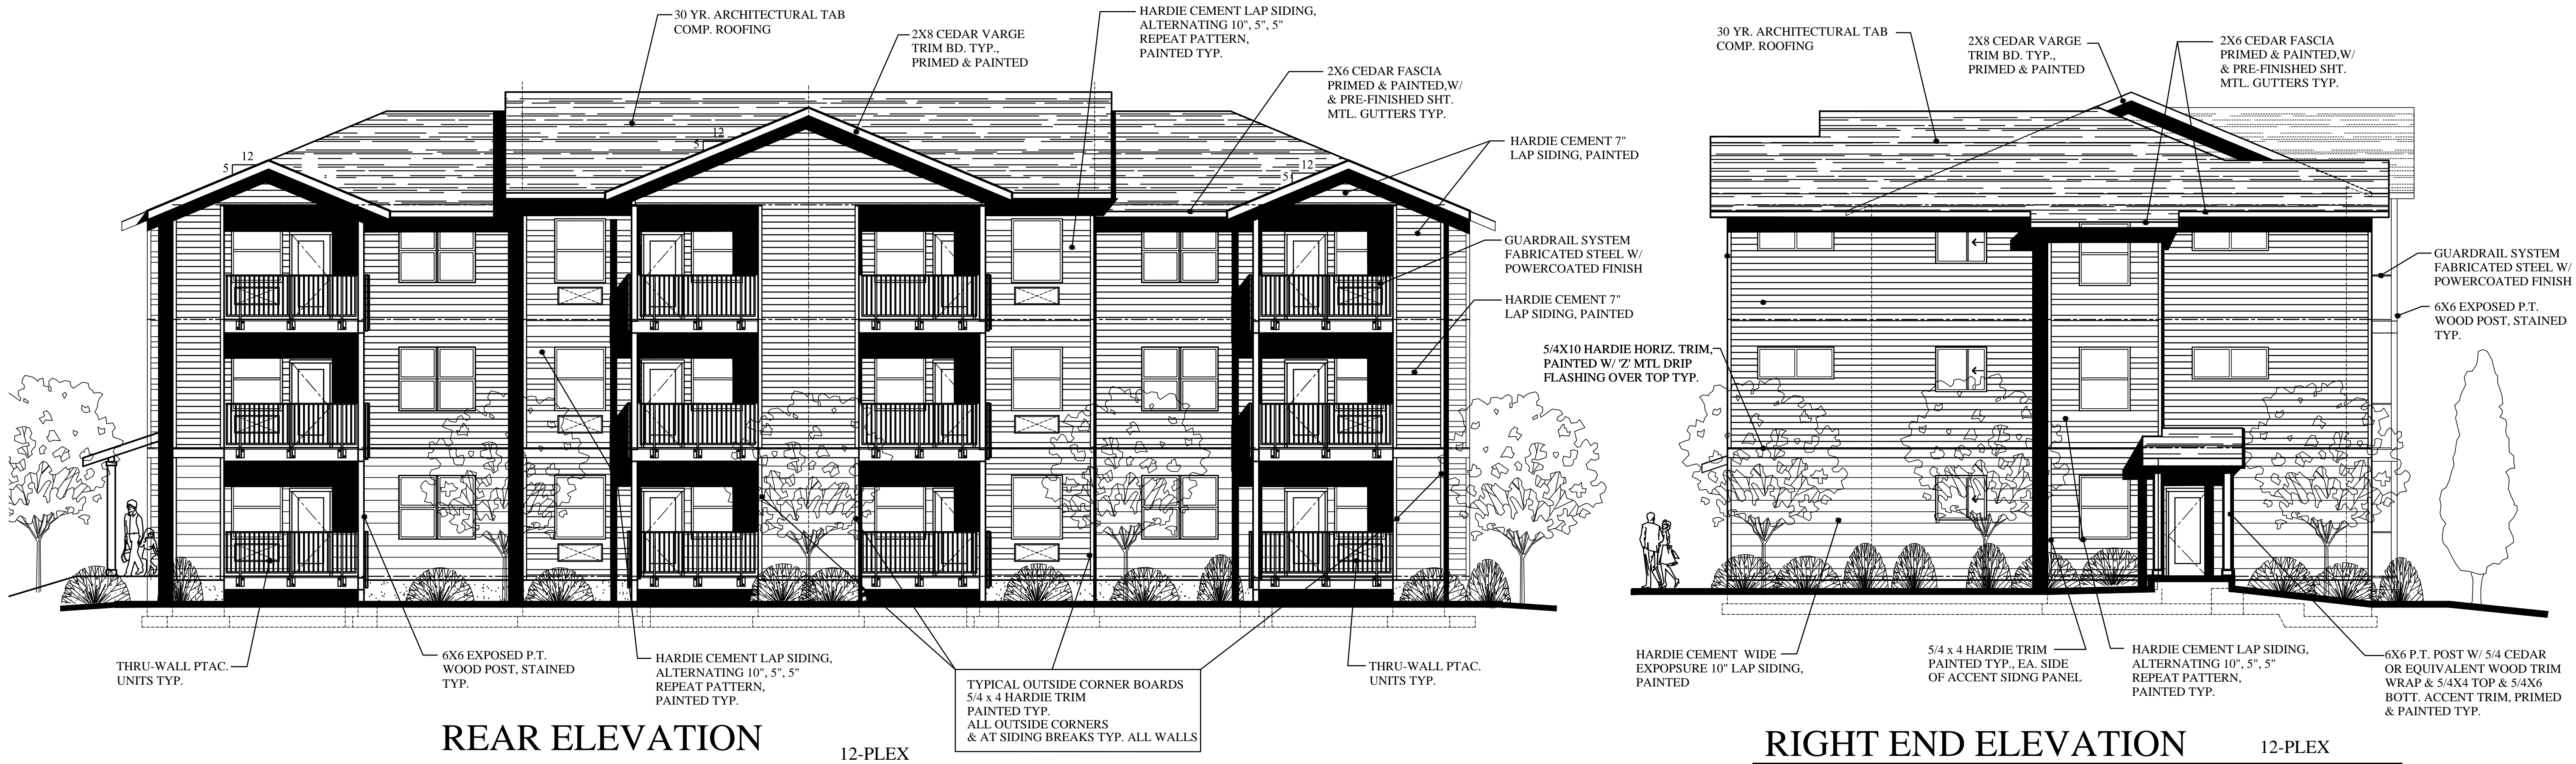 30 YR. ARCHITECTURAL TAB
COMP. ROOFING
2X8 CEDAR VARGE
TRIM BD. TYP.,
PRIMED & PAINTED
HARDIE CEMENT LAP SIDING,
ALTERNATING 10", 5", 5"
REPEAT PATTERN,
PAINTED TYP.
2X6 CEDAR FASCIA
PRIMED & PAINTED,W/
& PRE-FINISHED SHT.
MTL. GUTTERS TYP.
HARDIE CEMENT 7"
LAP SIDING, PAINTED
GUARDRAIL SYSTEM
FABRICATED STEEL W/
POWERCOATED FINISH
HARDIE CEMENT 7"
LAP SIDING, PAINTED
12
5
12
5
12
5
THRU-WALL PTAC.
UNITS TYP.
6X6 EXPOSED P.T.
WOOD POST, STAINED
TYP.
HARDIE CEMENT LAP SIDING,
ALTERNATING 10", 5", 5"
REPEAT PATTERN,
PAINTED TYP.
TYPICAL OUTSIDE CORNER BOARDS
5/4 x 4 HARDIE TRIM
PAINTED TYP.
ALL OUTSIDE CORNERS
& AT SIDING BREAKS TYP. ALL WALLS
THRU-WALL PTAC.
UNITS TYP.
REAR ELEVATION
12-PLEX
30 YR. ARCHITECTURAL TAB
COMP. ROOFING
2X8 CEDAR VARGE
TRIM BD. TYP.,
PRIMED & PAINTED
2X6 CEDAR FASCIA
PRIMED & PAINTED,W/
& PRE-FINISHED SHT.
MTL. GUTTERS TYP.
GUARDRAIL SYSTEM
FABRICATED STEEL W/
POWERCOATED FINISH
6X6 EXPOSED P.T.
WOOD POST, STAINED
TYP.
5/4X10 HARDIE HORIZ. TRIM,
PAINTED W/ 'Z' MTL DRIP
FLASHING OVER TOP TYP.
HARDIE CEMENT WIDE
EXPOPSURE 10" LAP SIDING,
PAINTED
5/4 x 4 HARDIE TRIM
PAINTED TYP., EA. SIDE
OF ACCENT SIDNG PANEL
HARDIE CEMENT LAP SIDING,
ALTERNATING 10", 5", 5"
REPEAT PATTERN,
PAINTED TYP.
6X6 P.T. POST W/ 5/4 CEDAR
OR EQUIVALENT WOOD TRIM
WRAP & 5/4X4 TOP & 5/4X6
BOTT. ACCENT TRIM, PRIMED
& PAINTED TYP.
RIGHT END ELEVATION
12-PLEX